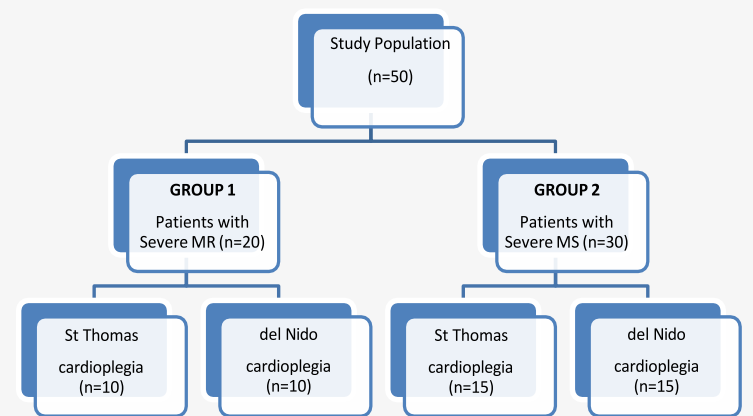 Study Population
(n=50)
GROUP 1
Patients with
Severe MR (n=20)
GROUP 2
Patients with
Severe MS (n=30)
St Thomas
cardioplegia
(n=10)
del Nido
cardioplegia
(n=10)
St Thomas
cardioplegia
(n=15)
del Nido
cardioplegia
(n=15)